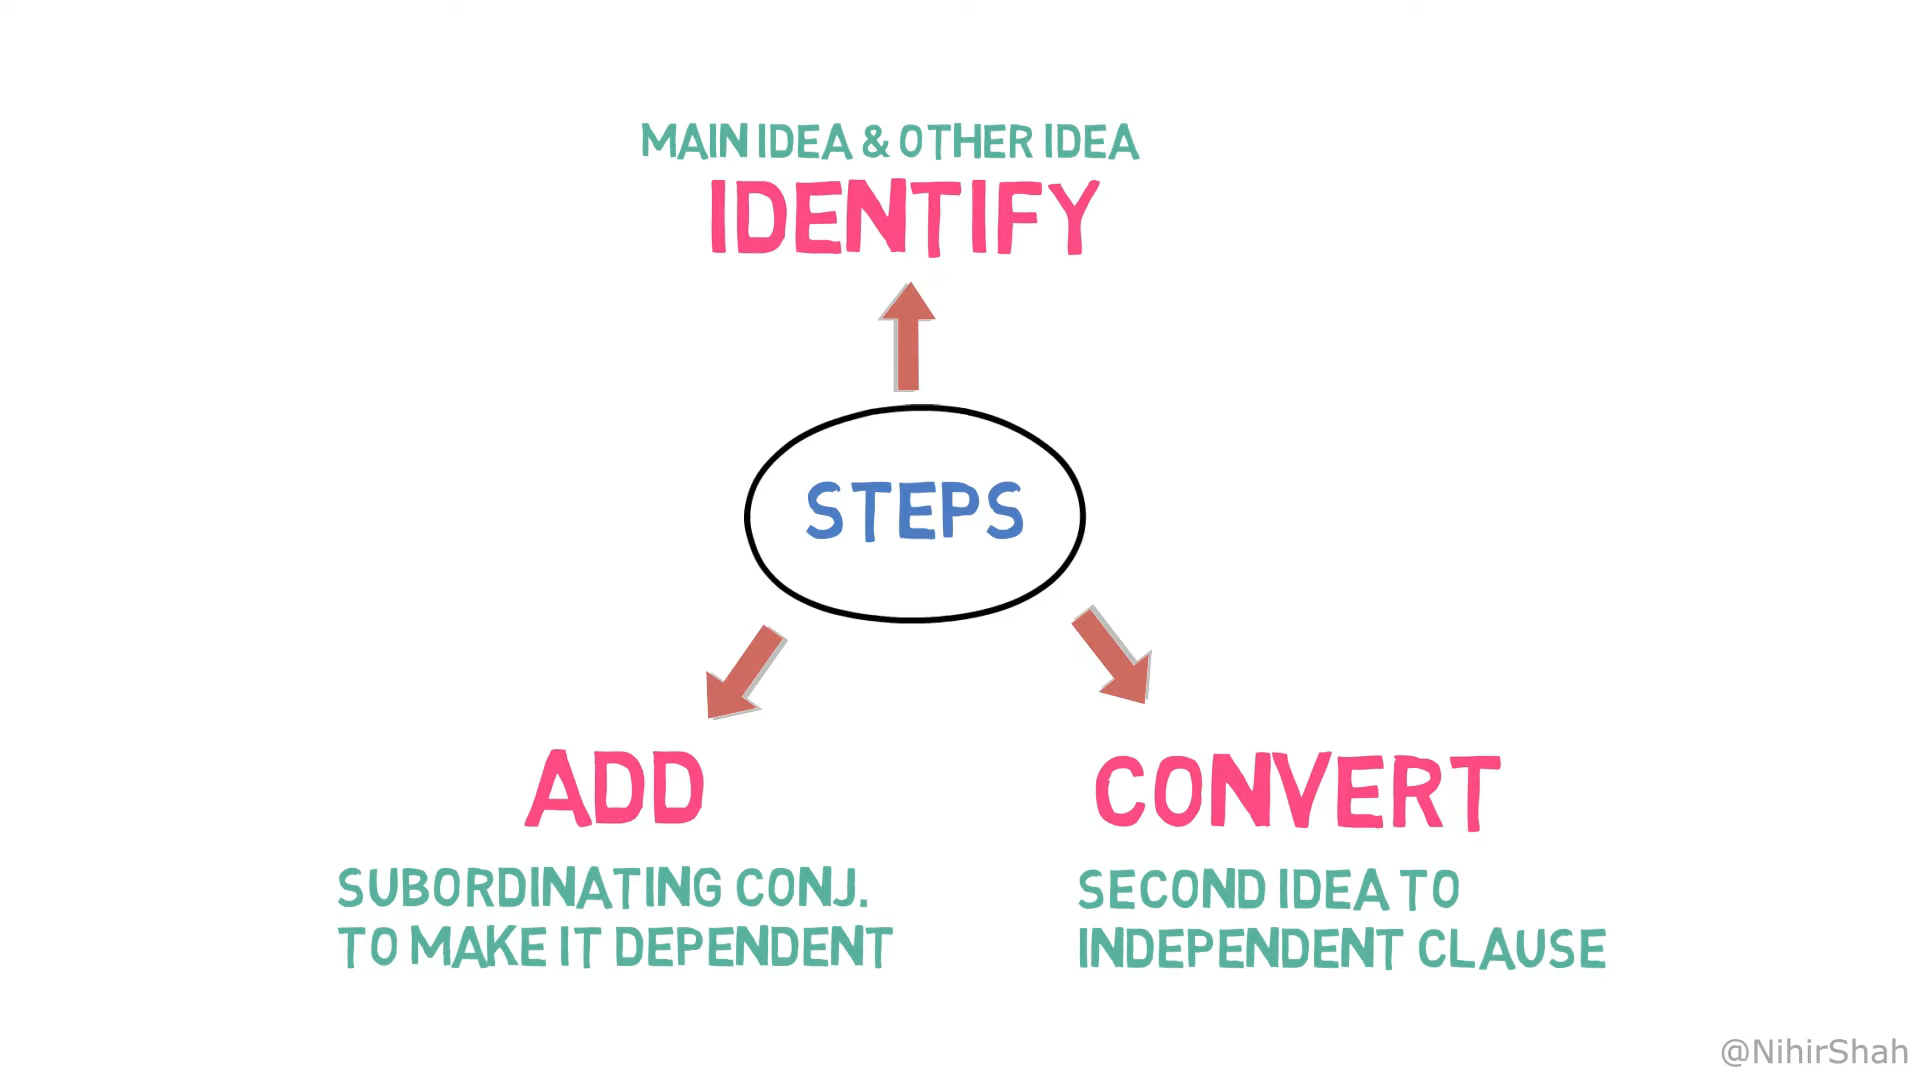 MAIN IDEA & OTHER IDEA
IDENTIFY
STEPS
ADD
SUBORDINATING CONJ.
TO MAKE IT DEPENDENT
CONVERT
SECOND IDEA TO
INDEPENDENT CLAUSE
@NihirShah